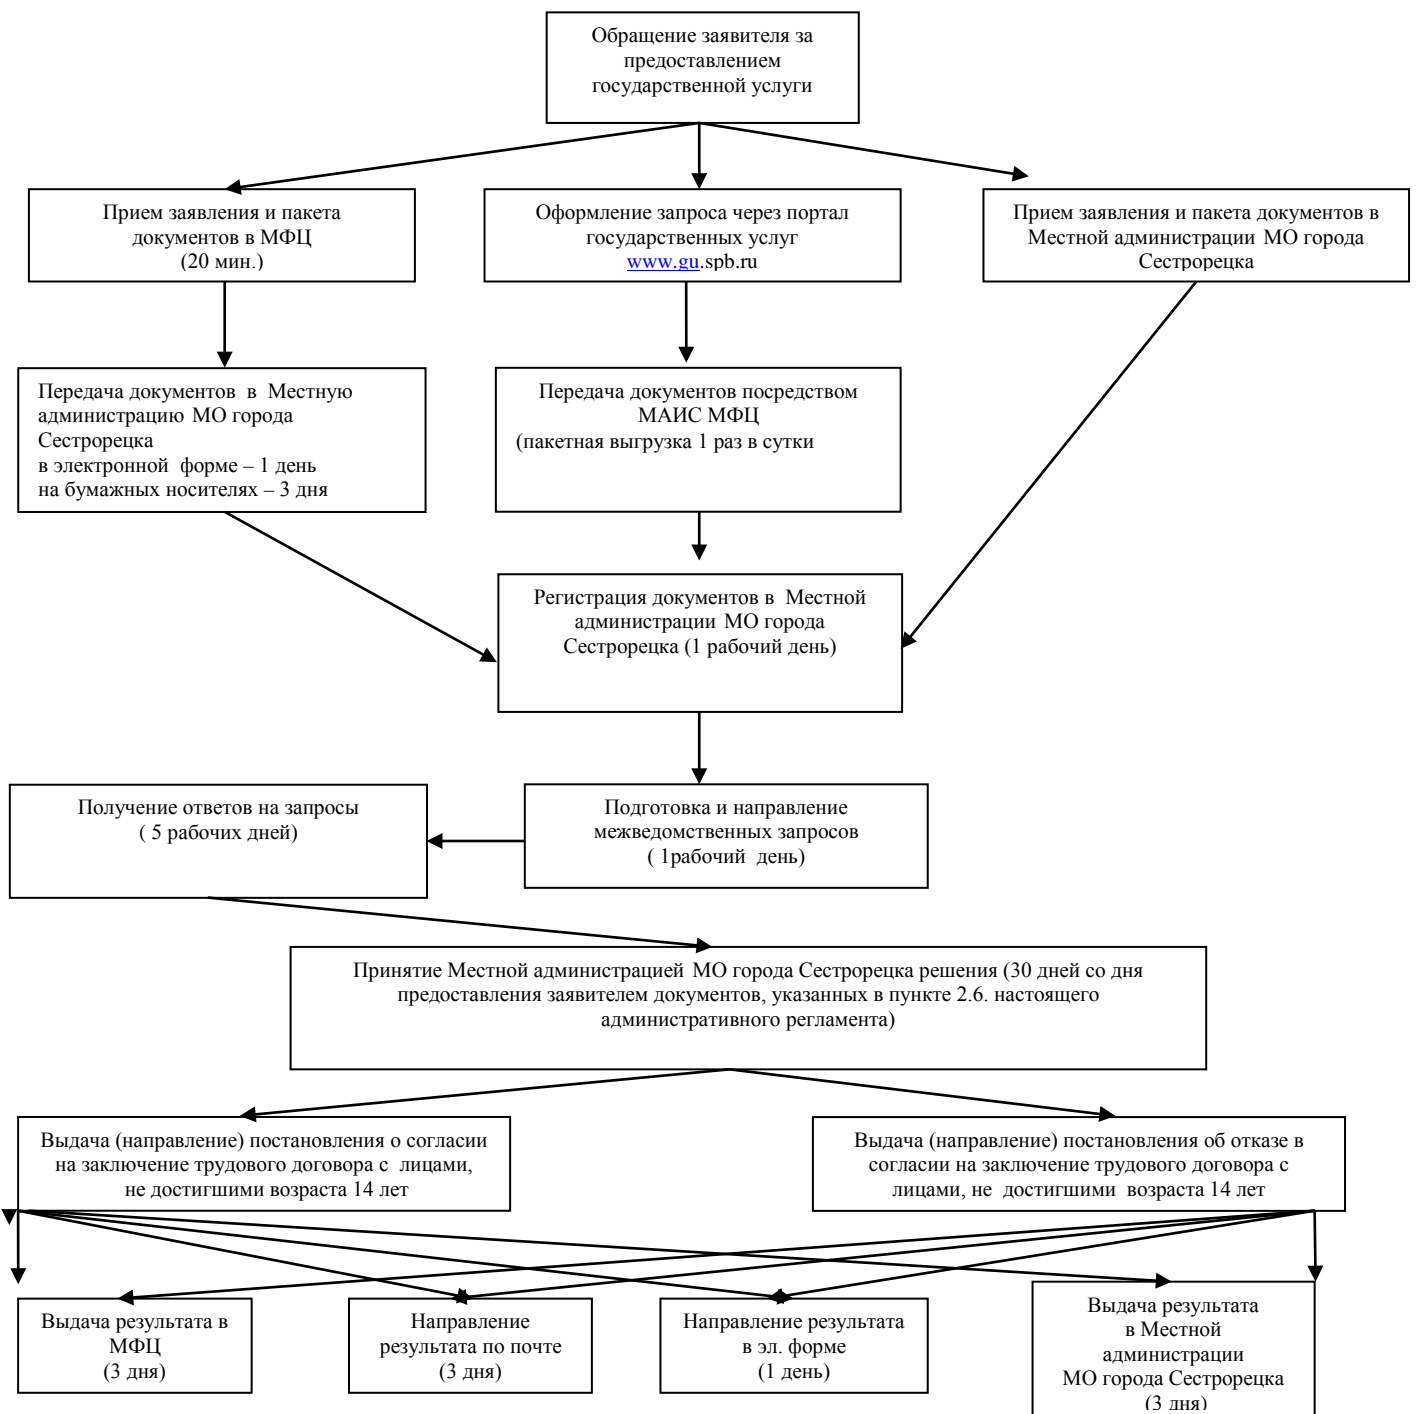 Обращение заявителя за
предоставлением
государственной услуги
Прием заявления и пакета
документов в МФЦ
(20 мин.)
Оформление запроса через портал
государственных услуг
www.gu.spb.ru
Прием заявления и пакета документов в
Местной администрации МО города
Сестрорецка
Передача документов в Местную
администрацию МО города
Сестрорецка
в электронной форме – 1 день
на бумажных носителях – 3 дня
Передача документов посредством
МАИС МФЦ
(пакетная выгрузка 1 раз в сутки
Регистрация документов в Местной
администрации МО города
Сестрорецка (1 рабочий день)
Получение ответов на запросы
( 5 рабочих дней)
Подготовка и направление
межведомственных запросов
( 1рабочий день)
Принятие Местной администрацией МО города Сестрорецка решения (30 дней со дня
предоставления заявителем документов, указанных в пункте 2.6. настоящего
административного регламента)
Выдача (направление) постановления о согласии
на заключение трудового договора с лицами,
не достигшими возраста 14 лет
Выдача (направление) постановления об отказе в
согласии на заключение трудового договора с
лицами, не достигшими возраста 14 лет
Выдача результата в
МФЦ
(3 дня)
Направление
результата по почте
(3 дня)
Направление результата
в эл. форме
(1 день)
Выдача результата
в Местной
администрации
МО города Сестрорецка
(3 дня)